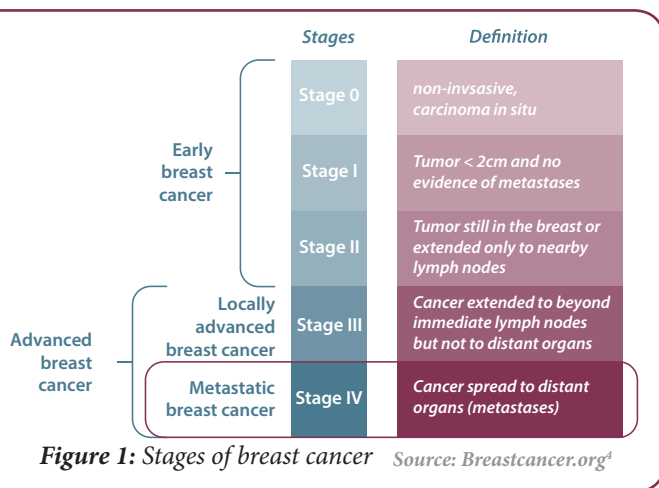 Stages Definition
Stage 0
non-invsasive,
carcinoma in situ
Early
breast
cancer
Stage I
Tumor < 2cm and no
evidence of metastases
Stage II
Tumor still in the breast or
extended only to nearby
lymph nodes
Advanced
breast
cancer
Locally
advanced
breast cancer
Stage III
Cancer extended to beyond
immediate lymph nodes
but not to distant organs
Metastatic
breast cancer
Stage IV
Cancer spread to distant
organs (metastases)
Figure 1: Stages of breast cancer Source: Breastcancer.org⁴